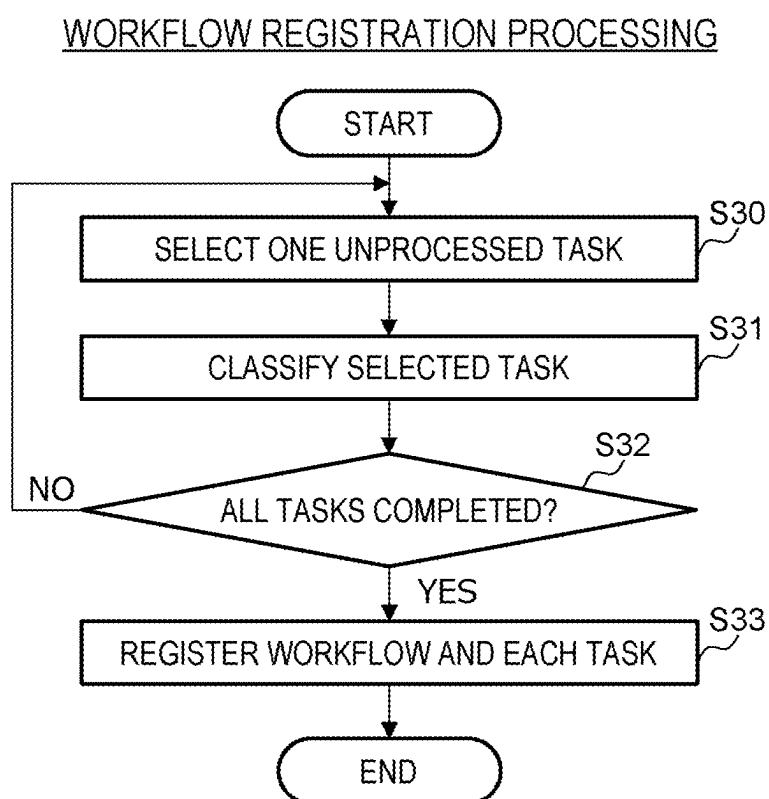 WORKFLOW REGISTRATION PROCESSING
START
S30
SELECT ONE UNPROCESSED TASK
S31
CLASSIFY SELECTED TASK
S32
NO
ALL TASKS COMPLETED?
YES
S33
REGISTER WORKFLOW AND EACH TASK
END